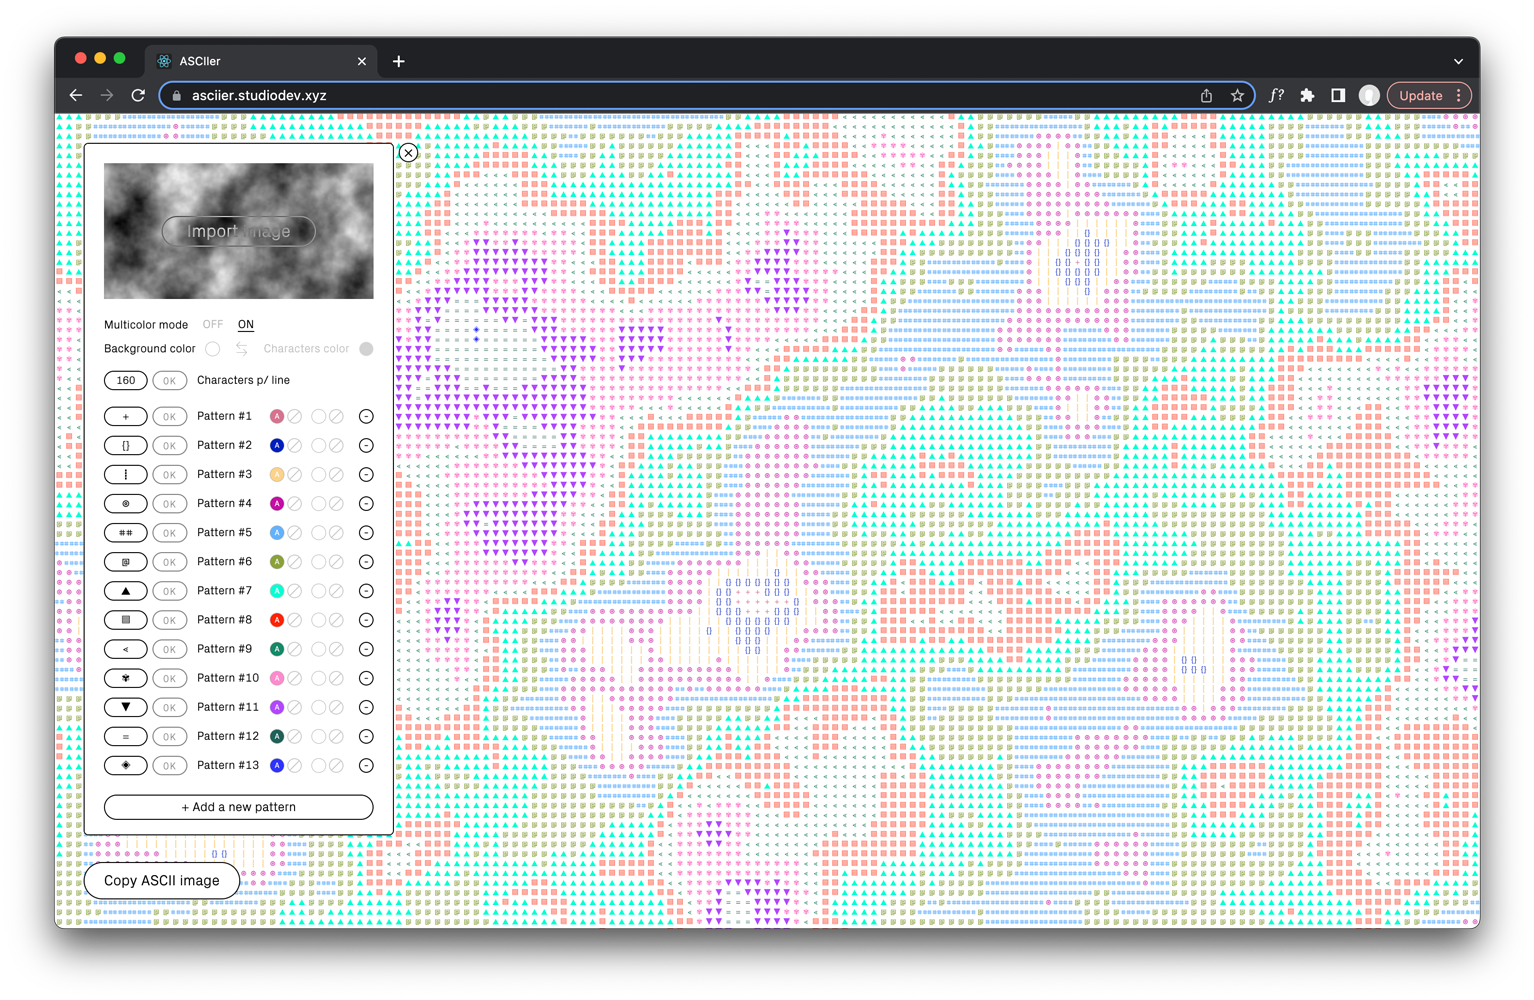 ASCIIer
asciier.studiodev.xyz
f?
Update
Import image
Multicolor mode OFF ON
Background color Characters color
160 OK Characters p/ line
+ OK Pattern #1 A
{} OK Pattern #2 A
OK Pattern #3 A
◎ OK Pattern #4 A
## OK Pattern #5 A
OK Pattern #6 A
▲ OK Pattern #7 A
▤ OK Pattern #8 A
< OK Pattern #9 A
✾ OK Pattern #10 A
▼ OK Pattern #11 A
= OK Pattern #12 A
◈ OK Pattern #13 A
+ Add a new pattern
Copy ASCII image